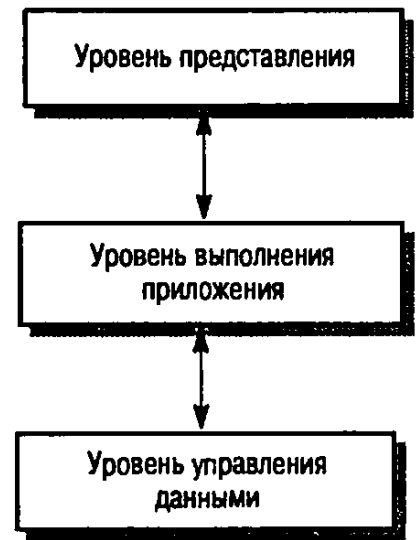 Уровень представления
Уровень выполнения
приложения
Уровень управления
данными